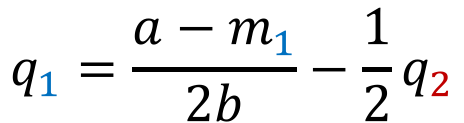 q₁ = (a − m₁)/(2b) − (1/2) q₂